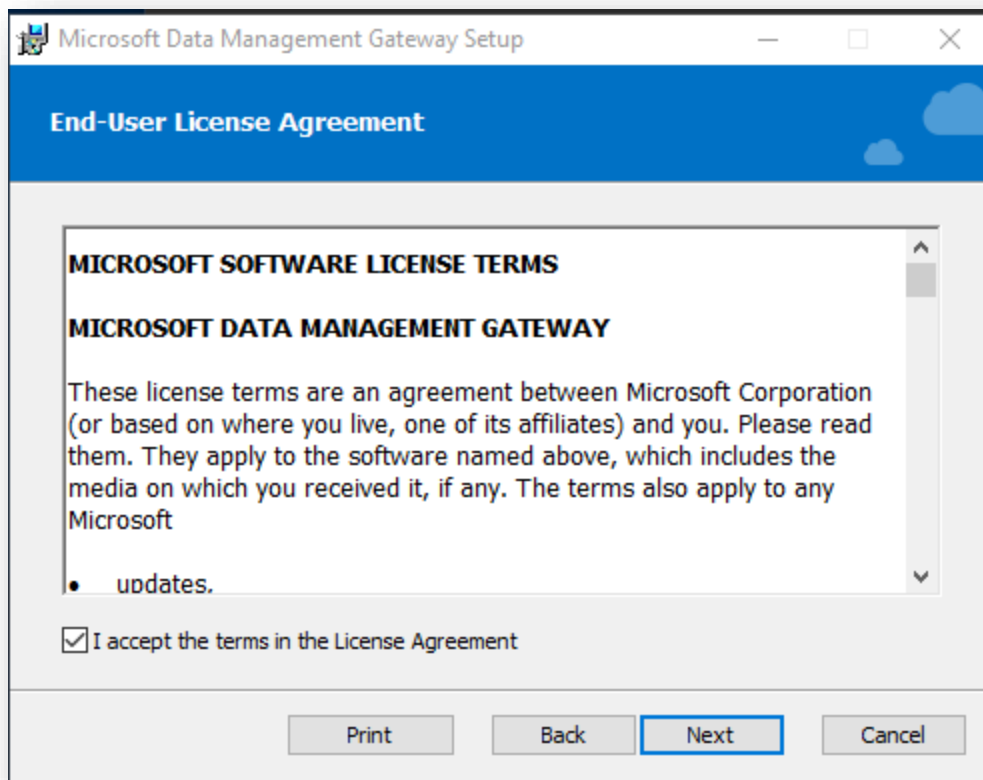 Microsoft Data Management Gateway Setup
End-User License Agreement
MICROSOFT SOFTWARE LICENSE TERMS
MICROSOFT DATA MANAGEMENT GATEWAY
These license terms are an agreement between Microsoft Corporation
(or based on where you live, one of its affiliates) and you. Please read
them. They apply to the software named above, which includes the
media on which you received it, if any. The terms also apply to any
Microsoft
• updates,
I accept the terms in the License Agreement
Print Back Next Cancel